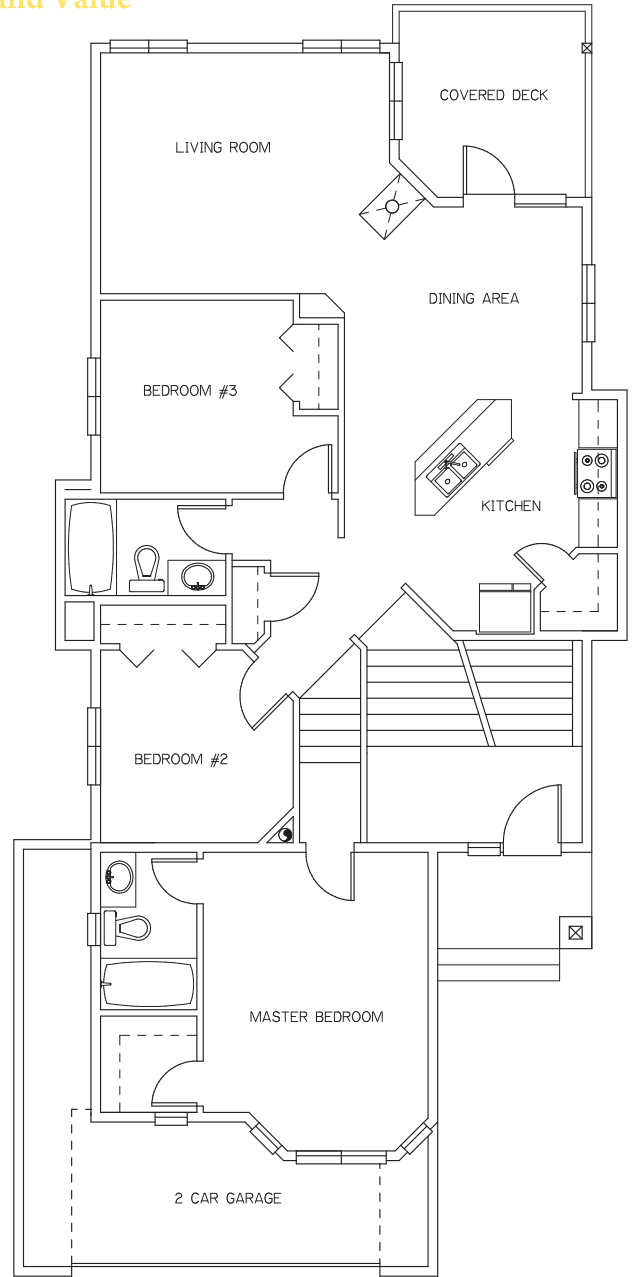 and Value
COVERED DECK
LIVING ROOM
DINING AREA
BEDROOM #3
KITCHEN
BEDROOM #2
MASTER BEDROOM
2 CAR GARAGE